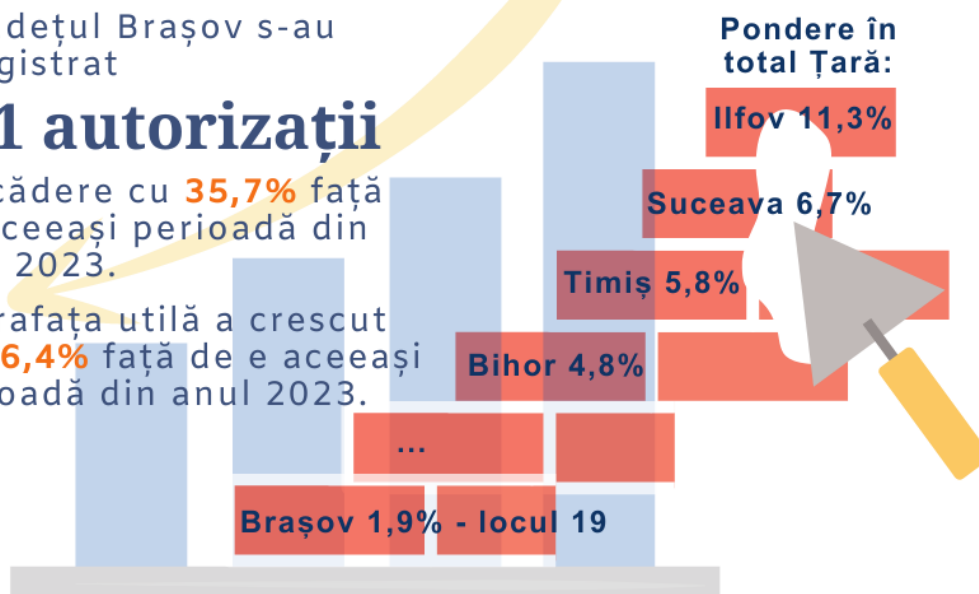 dețul Brașov s-au
gistrat
1 autorizații
cădere cu 35,7% față
ceeași perioadă din
2023.
rafața utilă a crescut
6,4% față de e aceeași
oadă din anul 2023.
Pondere în
total Țară:
Ilfov 11,3%
Suceava 6,7%
Timiș 5,8%
Bihor 4,8%
...
Brașov 1,9% - locul 19